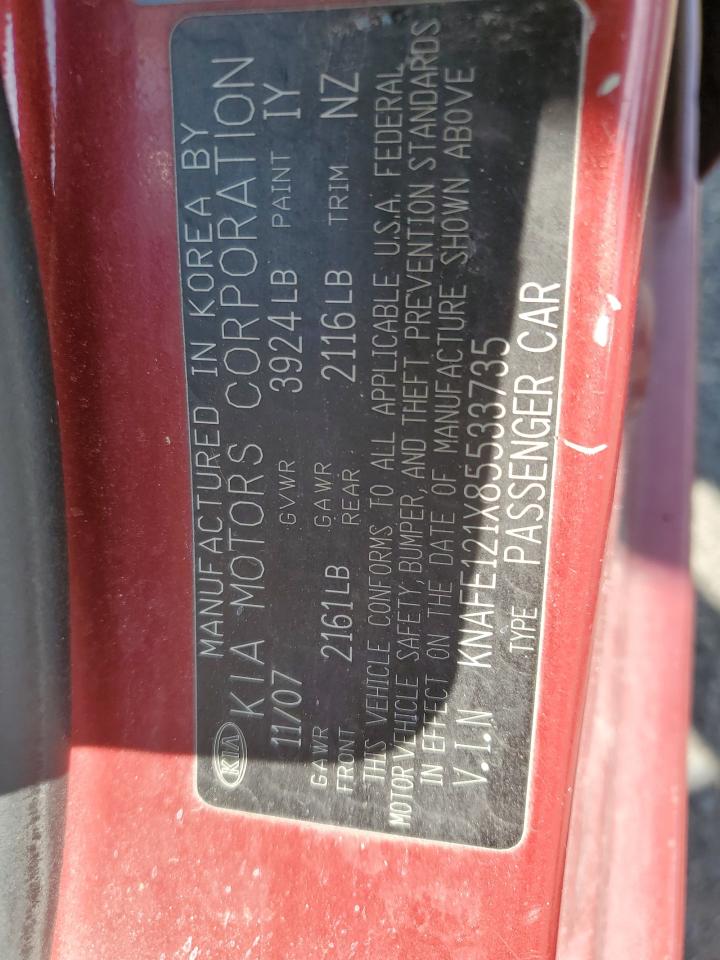 MANUFACTURED IN KOREA BY
KIA KIA MOTORS CORPORATION
11/07 GVWR 3924LB PAINT IY
GAWR FRONT 2161LB GAWR REAR 2116LB TRIM NZ
THIS VEHICLE CONFORMS TO ALL APPLICABLE U.S.A. FEDERAL
MOTOR VEHICLE SAFETY, BUMPER, AND THEFT PREVENTION STANDARDS
IN EFFECT ON THE DATE OF MANUFACTURE SHOWN ABOVE
V.I.N KNAFE121X85533735
TYPE PASSENGER CAR